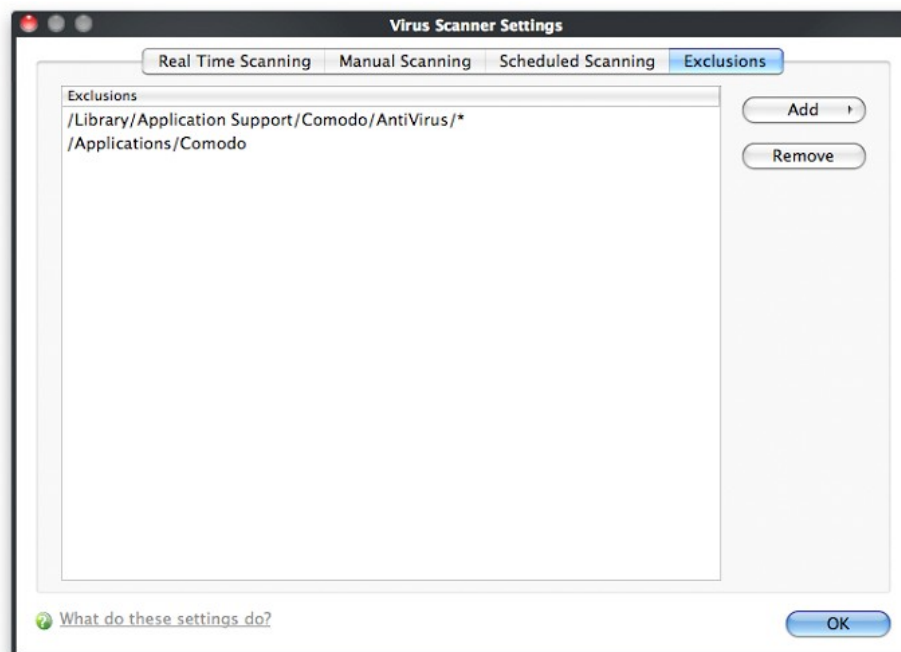 Virus Scanner Settings
Real Time Scanning Manual Scanning Scheduled Scanning Exclusions
Exclusions
/Library/Application Support/Comodo/AntiVirus/*
/Applications/Comodo
Add
Remove
What do these settings do?
OK